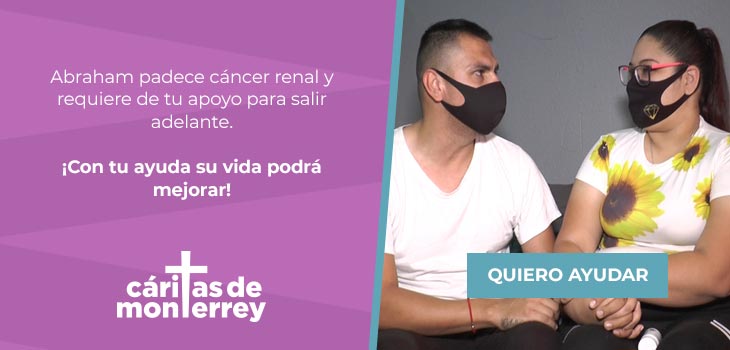 Abraham padece cáncer renal y
requiere de tu apoyo para salir
adelante.
¡Con tu ayuda su vida podrá
mejorar!
cáritas de
monterrey
QUIERO AYUDAR